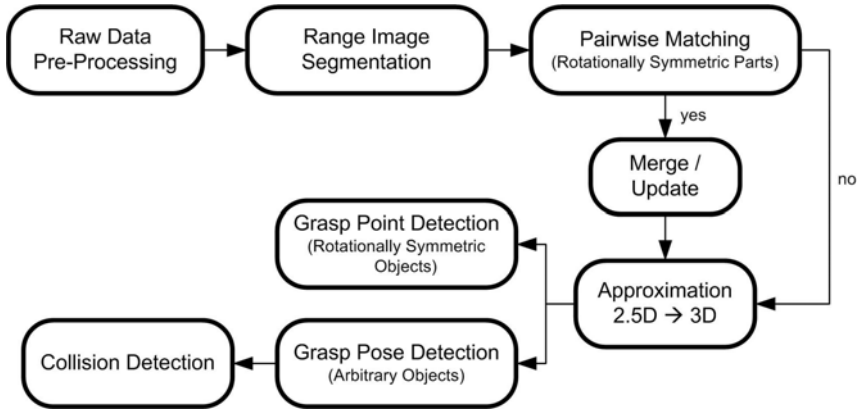 Raw Data
Pre-Processing
Range Image
Segmentation
Pairwise Matching
(Rotationally Symmetric Parts)
yes
no
Merge /
Update
Grasp Point Detection
(Rotationally Symmetric
Objects)
Approximation
2.5D → 3D
Collision Detection
Grasp Pose Detection
(Arbitrary Objects)